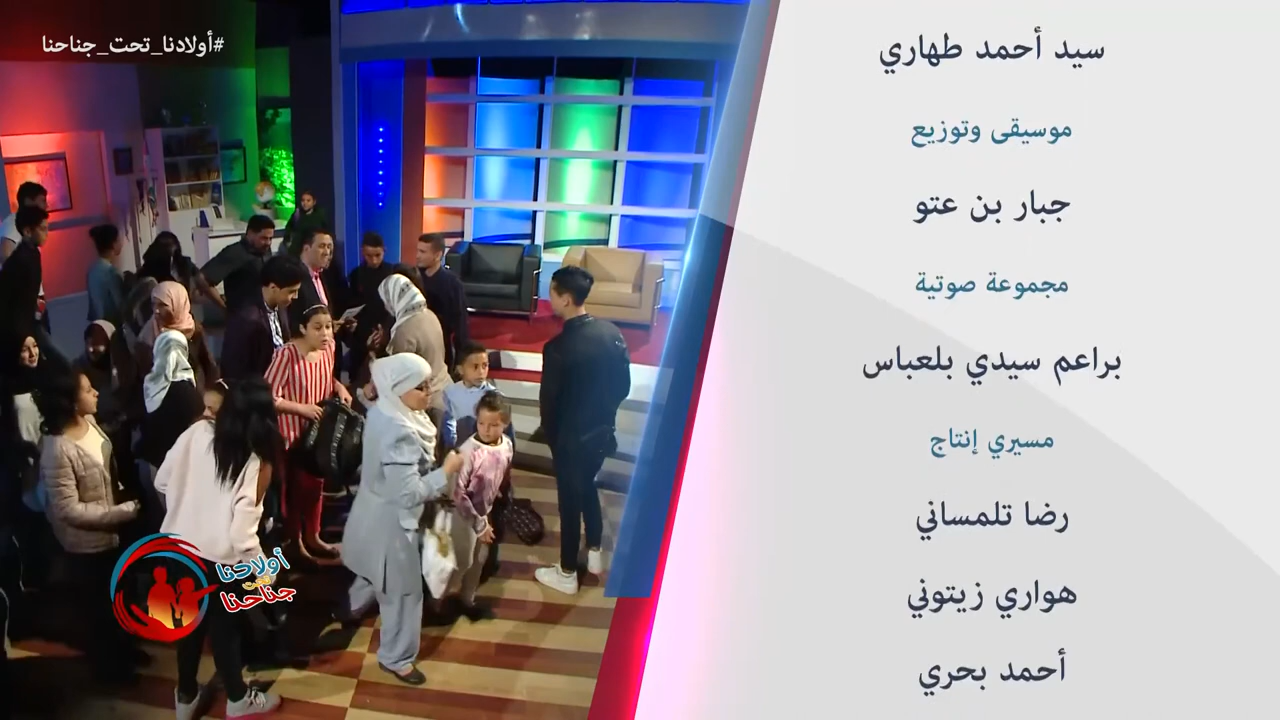 #أولادنا_تحت_جناحنا
سيد أحمد طهاري
موسيقى وتوزيع
جبار بن عتو
مجموعة صوتية
براعم سيدي بلعباس
مسيري إنتاج
رضا تلمساني
هواري زيتوني
أحمد بحري
أولادنا
تحت
جناحنا